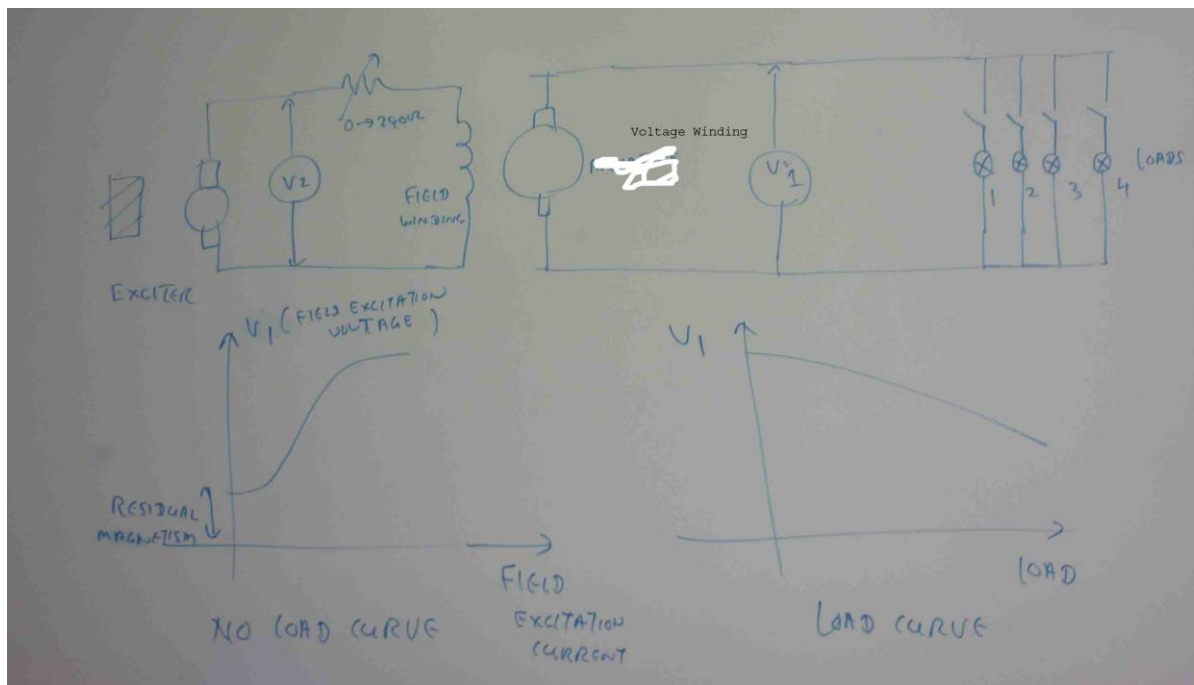 0→240Ω
Voltage Winding
V2
V1
FIELD
WINDING
LOADS
1 2 3 4
EXCITER
V1 (FIELD EXCITATION
VOLTAGE)
V1
RESIDUAL
MAGNETISM
FIELD
EXCITATION
CURRENT
LOAD
NO LOAD CURVE
LOAD CURVE